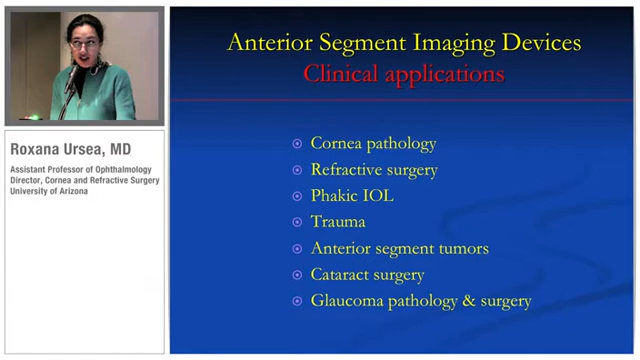 Anterior Segment Imaging Devices
Clinical applications
Roxana Ursea, MD
Assistant Professor of Ophthalmology
Director, Cornea and Refractive Surgery
University of Arizona
Cornea pathology
Refractive surgery
Phakic IOL
Trauma
Anterior segment tumors
Cataract surgery
Glaucoma pathology & surgery